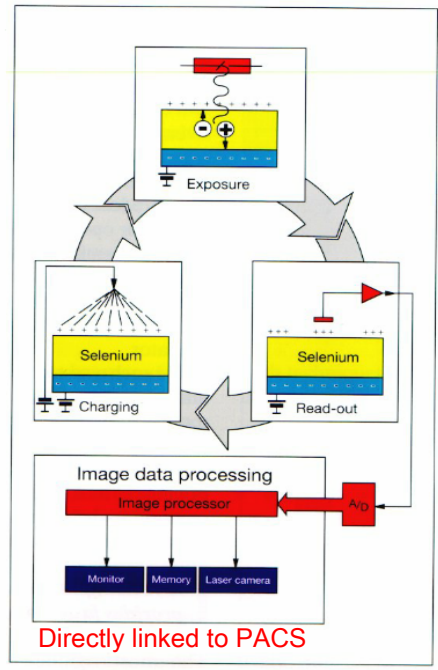 + + + + + + + + +
- +
Exposure
+ + + + + + + + +
Selenium
Charging
+++ +++ +++
Selenium
Read-out
Image data processing
Image processor
A/D
Monitor Memory Laser camera
Directly linked to PACS